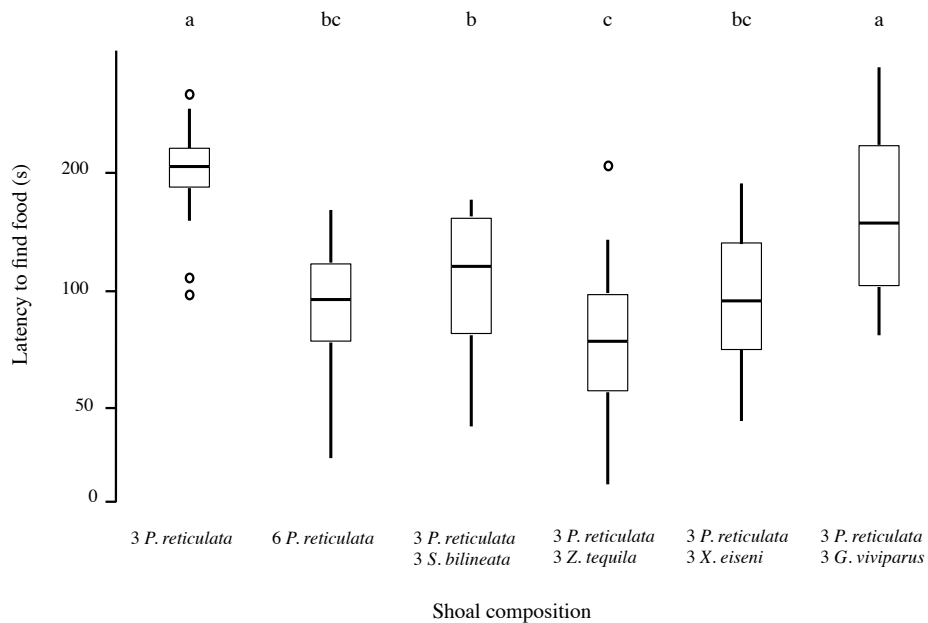 a bc b c bc a
Latency to find food (s)
200
100
50
0
3 P. reticulata 6 P. reticulata 3 P. reticulata 3 P. reticulata 3 P. reticulata 3 P. reticulata
3 S. bilineata 3 Z. tequila 3 X. eiseni 3 G. viviparus
Shoal composition